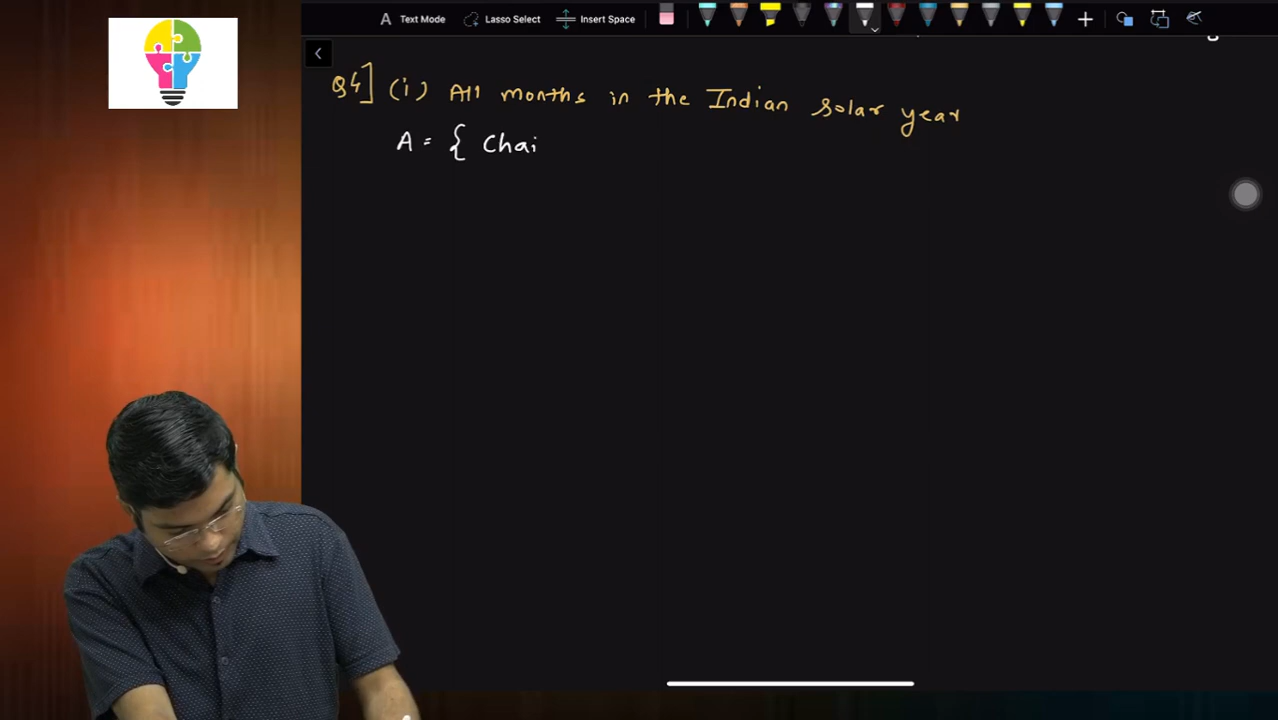 Text Mode Lasso Select Insert Space
Q4] (i) All months in the Indian solar year
A = { Chai